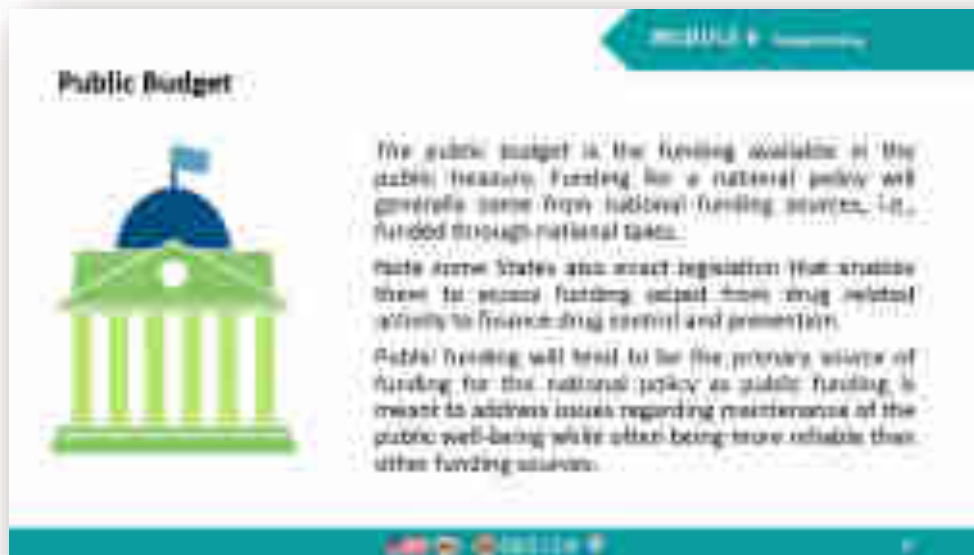 MODULE 6
Public Budget
The public budget is the funding available in the
public treasury. Funding for a national policy will
generally come from national funding sources, i.e.,
funded through national taxes.
Note some States also enact legislation that enables
them to access funding seized from drug related
activity to finance drug control and prevention.
Public funding will tend to be the primary source of
funding for the national policy as public funding is
meant to address issues regarding maintenance of the
public well-being while often being more reliable than
other funding sources.